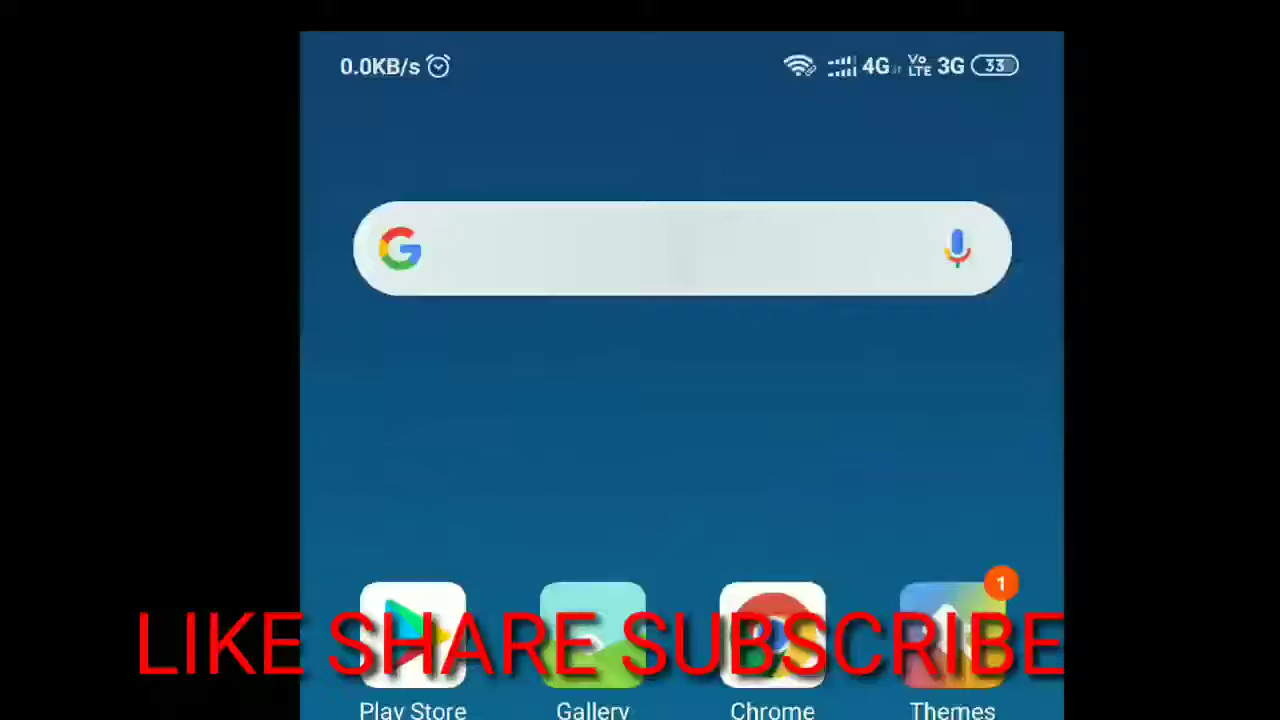 0.0KB/s 4G Vo LTE 3G 33
1
LIKE SHARE SUBSCRIBE
Play Store Gallery Chrome Themes